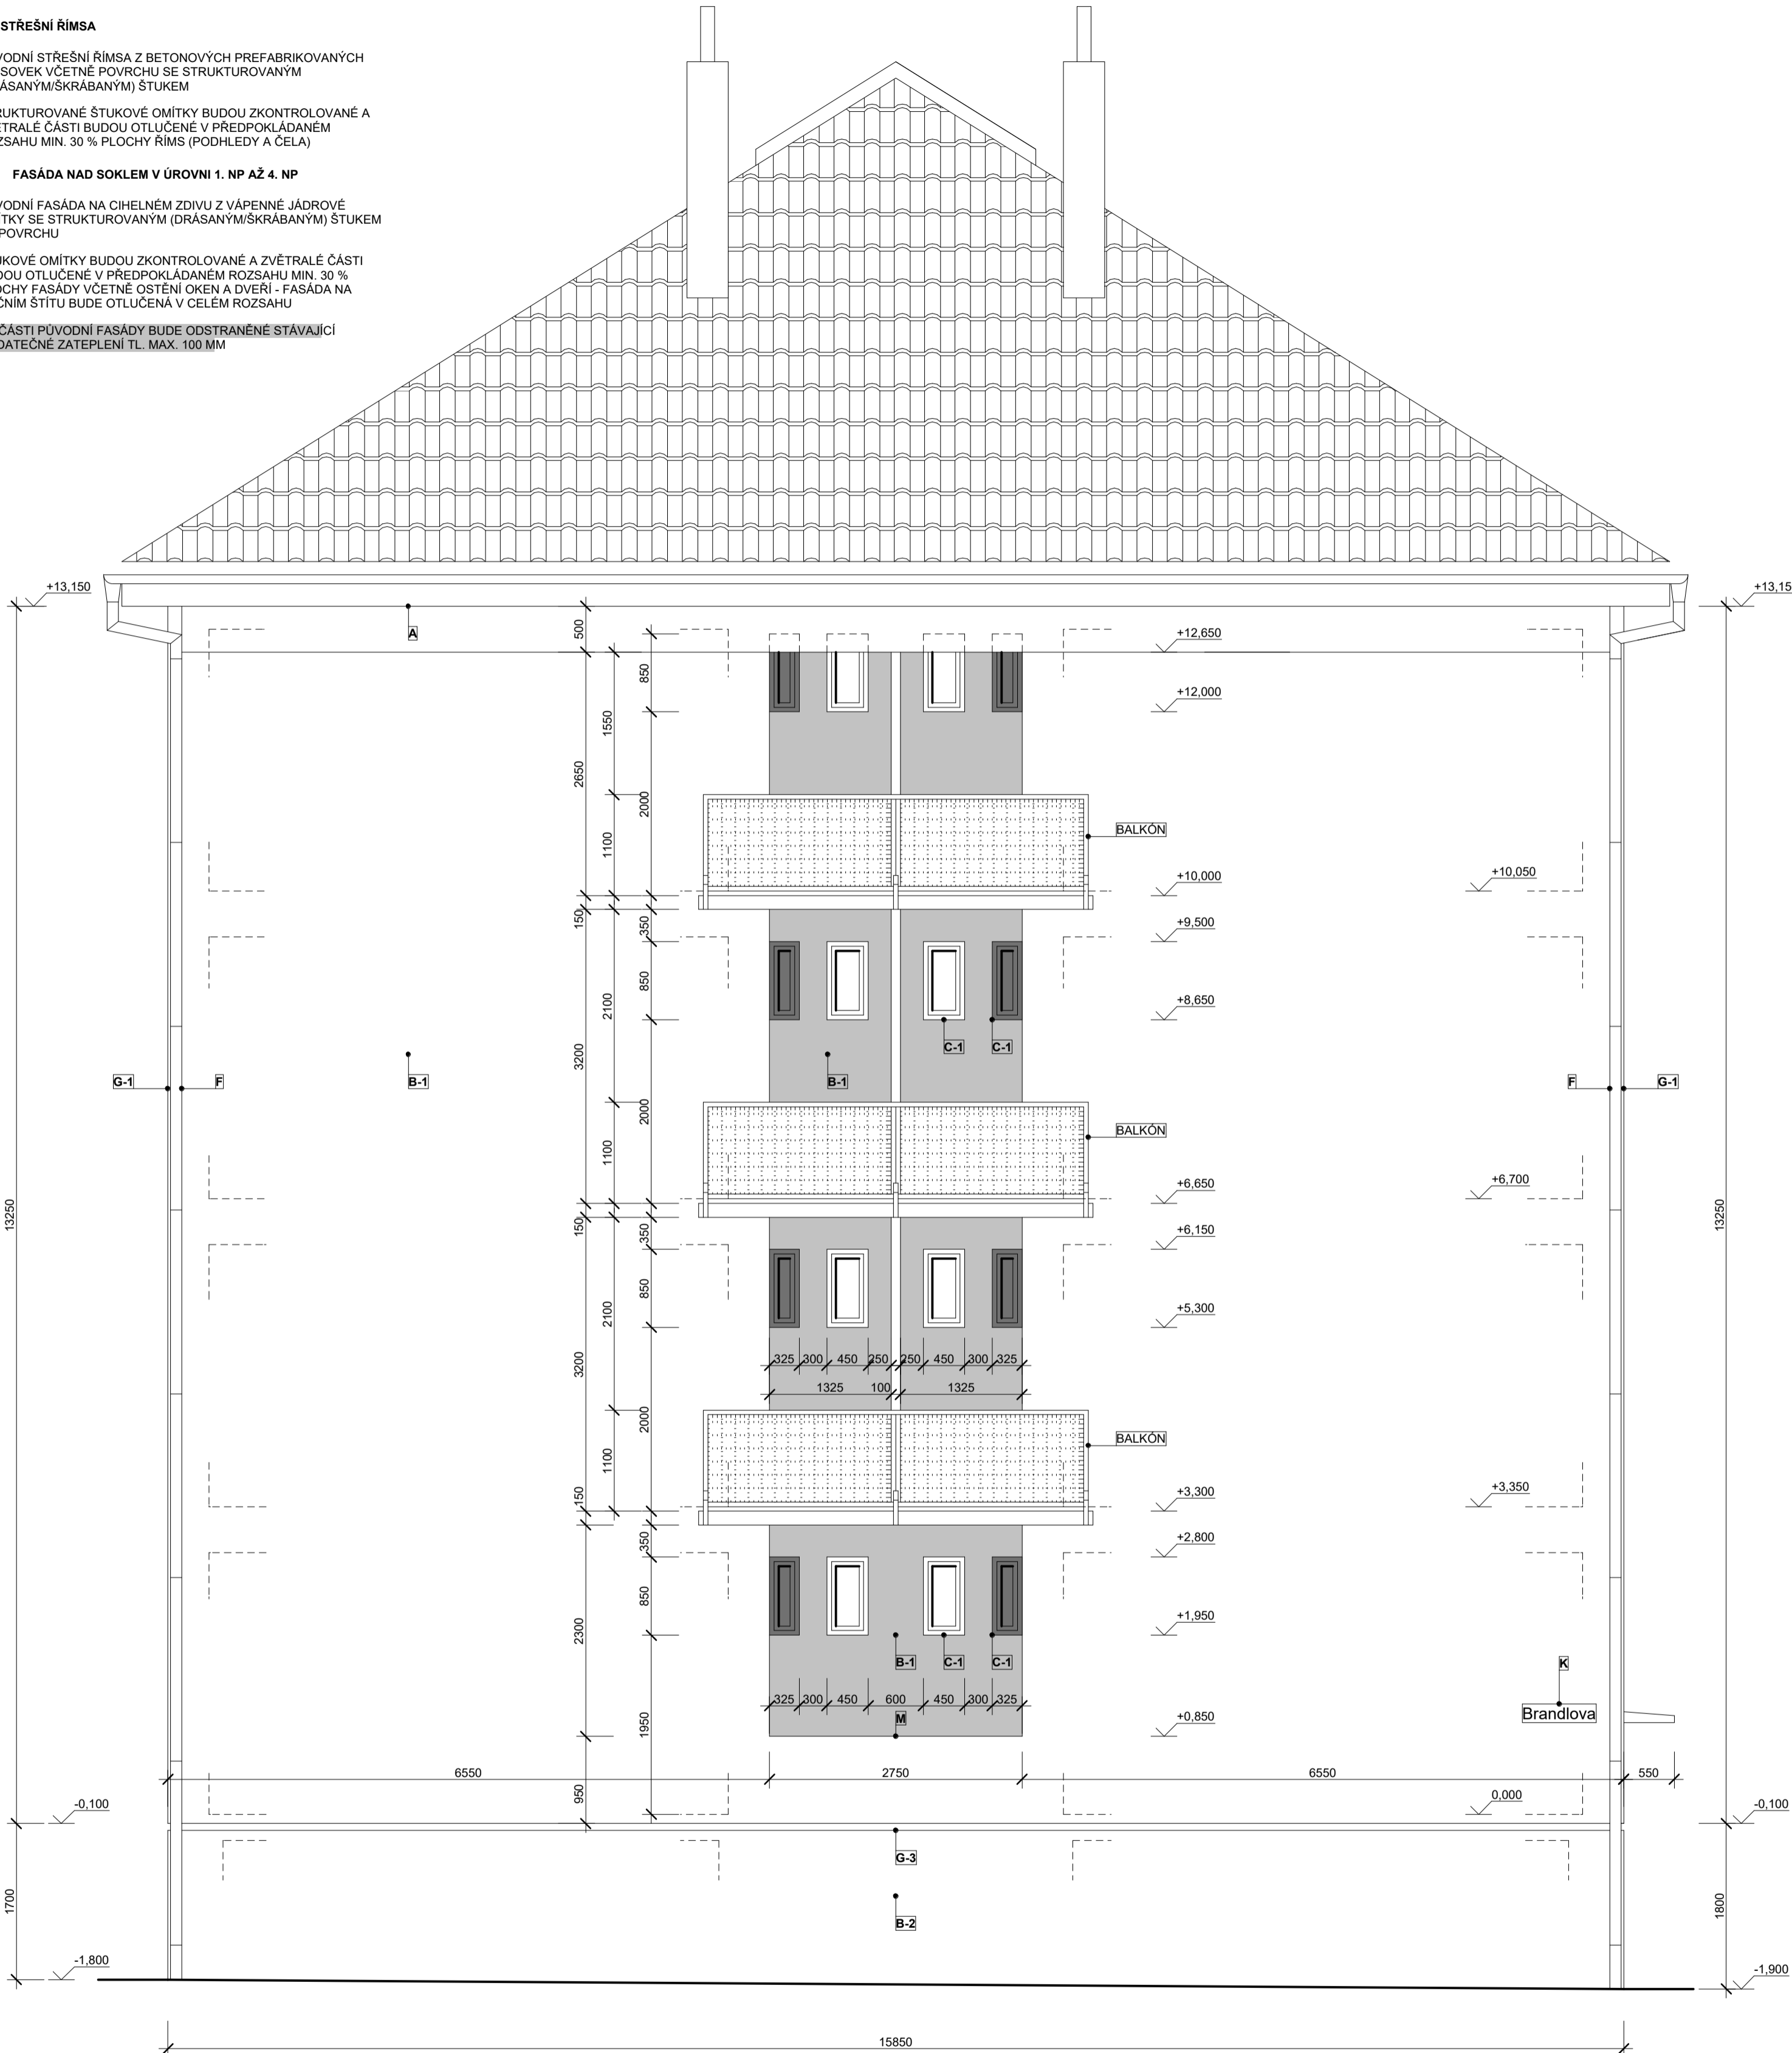 STŘEŠNÍ ŘÍMSA
VODNÍ STŘEŠNÍ ŘÍMSA Z BETONOVÝCH PREFABRIKOVANÝCH
SOVEK VČETNĚ POVRCHU SE STRUKTUROVANÝM
ÁSANÝM/ŠKRÁBANÝM) ŠTUKEM
RUKTUROVANÉ ŠTUKOVÉ OMÍTKY BUDOU ZKONTROLOVANÉ A
ĚTRALÉ ČÁSTI BUDOU OTLUČENÉ V PŘEDPOKLÁDANÉM
ZSAHU MIN. 30 % PLOCHY ŘÍMS (PODHLEDY A ČELA)
FASÁDA NAD SOKLEM V ÚROVNI 1. NP AŽ 4. NP
VODNÍ FASÁDA NA CIHELNÉM ZDIVU Z VÁPENNÉ JÁDROVÉ
ÍTKY SE STRUKTUROVANÝM (DRÁSANÝM/ŠKRÁBANÝM) ŠTUKEM
POVRCHU
UKOVÉ OMÍTKY BUDOU ZKONTROLOVANÉ A ZVĚTRALÉ ČÁSTI
DOU OTLUČENÉ V PŘEDPOKLÁDANÉM ROZSAHU MIN. 30 %
OCHY FASÁDY VČETNĚ OSTĚNÍ OKEN A DVEŘÍ - FASÁDA NA
ČNÍM ŠTÍTU BUDE OTLUČENÁ V CELÉM ROZSAHU
ČÁSTI PŮVODNÍ FASÁDY BUDE ODSTRANĚNÉ STÁVAJÍCÍ
DATEČNÉ ZATEPLENÍ TL. MAX. 100 MM
+13,150
+13,15
A
500
+12,650
850
+12,000
1550
2650
2000
1100
BALKÓN
+10,000
+10,050
150
350
+9,500
850
2100
+8,650
3200
C-1
C-1
G-1
F
B-1
B-1
F
G-1
2000
1100
BALKÓN
+6,650
+6,700
13250
13250
150
350
+6,150
850
2100
+5,300
3200
325
300
450
250
250
450
300
325
1325
100
1325
2000
1100
BALKÓN
150
+3,300
+3,350
350
+2,800
850
2300
+1,950
B-1
C-1
C-1
K
325
300
450
600
450
300
325
1950
M
+0,850
Brandlova
6550
2750
6550
550
950
-0,100
0,000
-0,100
G-3
1700
1800
B-2
-1,800
-1,900
15850